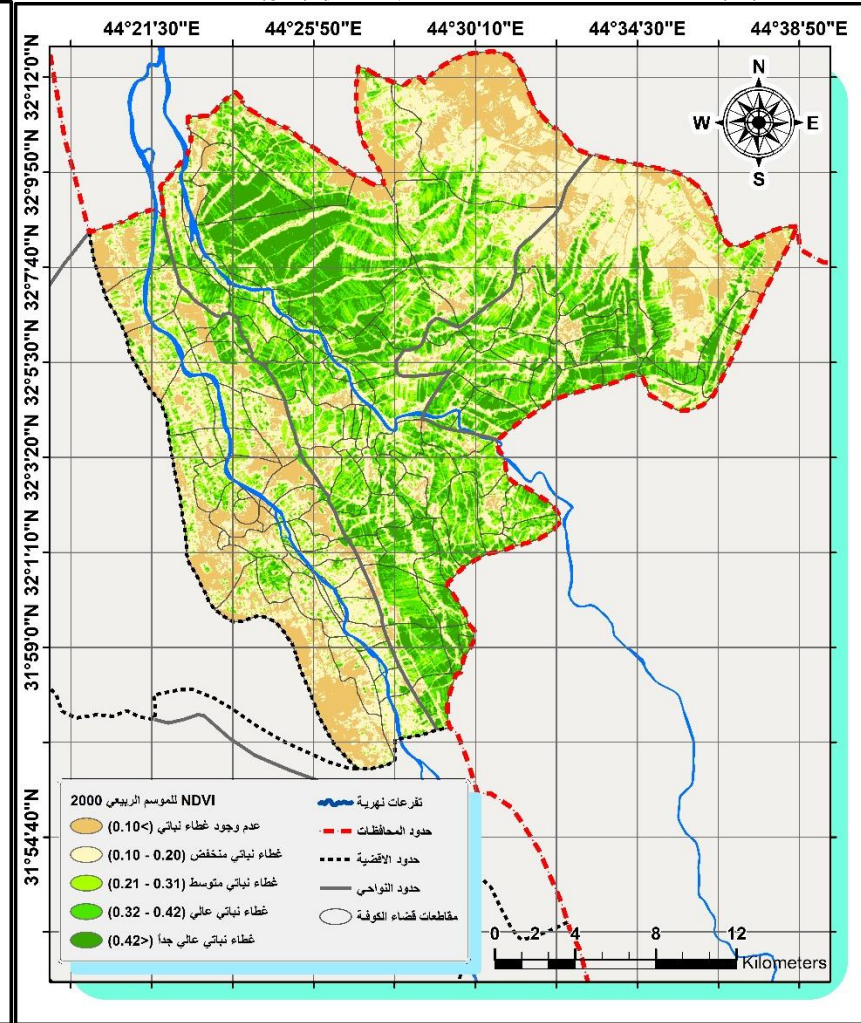 44°21'30"E 44°25'50"E 44°30'10"E 44°34'30"E 44°38'50"E
32°12'0"N
32°9'50"N
32°7'40"N
32°5'30"N
32°3'20"N
32°1'10"N
31°59'0"N
31°54'40"N
N
W E
S
NDVI للموسم الربيعي 2000
عدم وجود غطاء نباتي (0.10>)
غطاء نباتي منخفض (0.20 - 0.10)
غطاء نباتي متوسط (0.31 - 0.21)
غطاء نباتي عالي (0.42 - 0.32)
غطاء نباتي عالي جداً (0.42<)
تفرعات نهرية
حدود المحافظات
حدود الاقضية
حدود النواحي
مقاطعات قضاء الكوفة
0 2 4 8 12
Kilometers